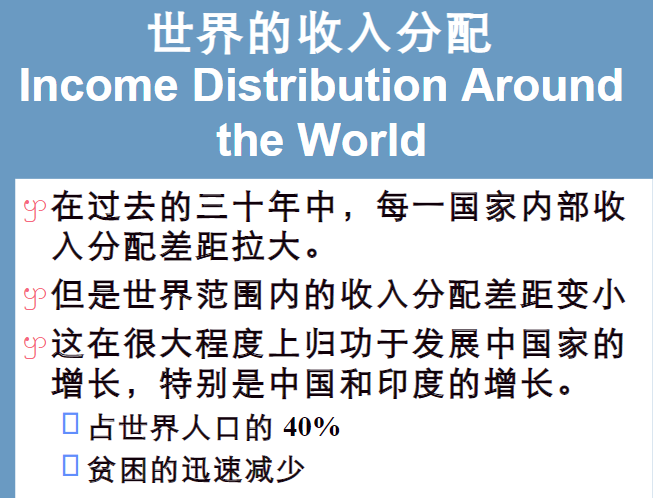 世界的收入分配
Income Distribution Around
the World
在过去的三十年中，每一国家内部收
入分配差距拉大。
但是世界范围内的收入分配差距变小
这在很大程度上归功于发展中国家的
增长，特别是中国和印度的增长。
占世界人口的 40%
贫困的迅速减少